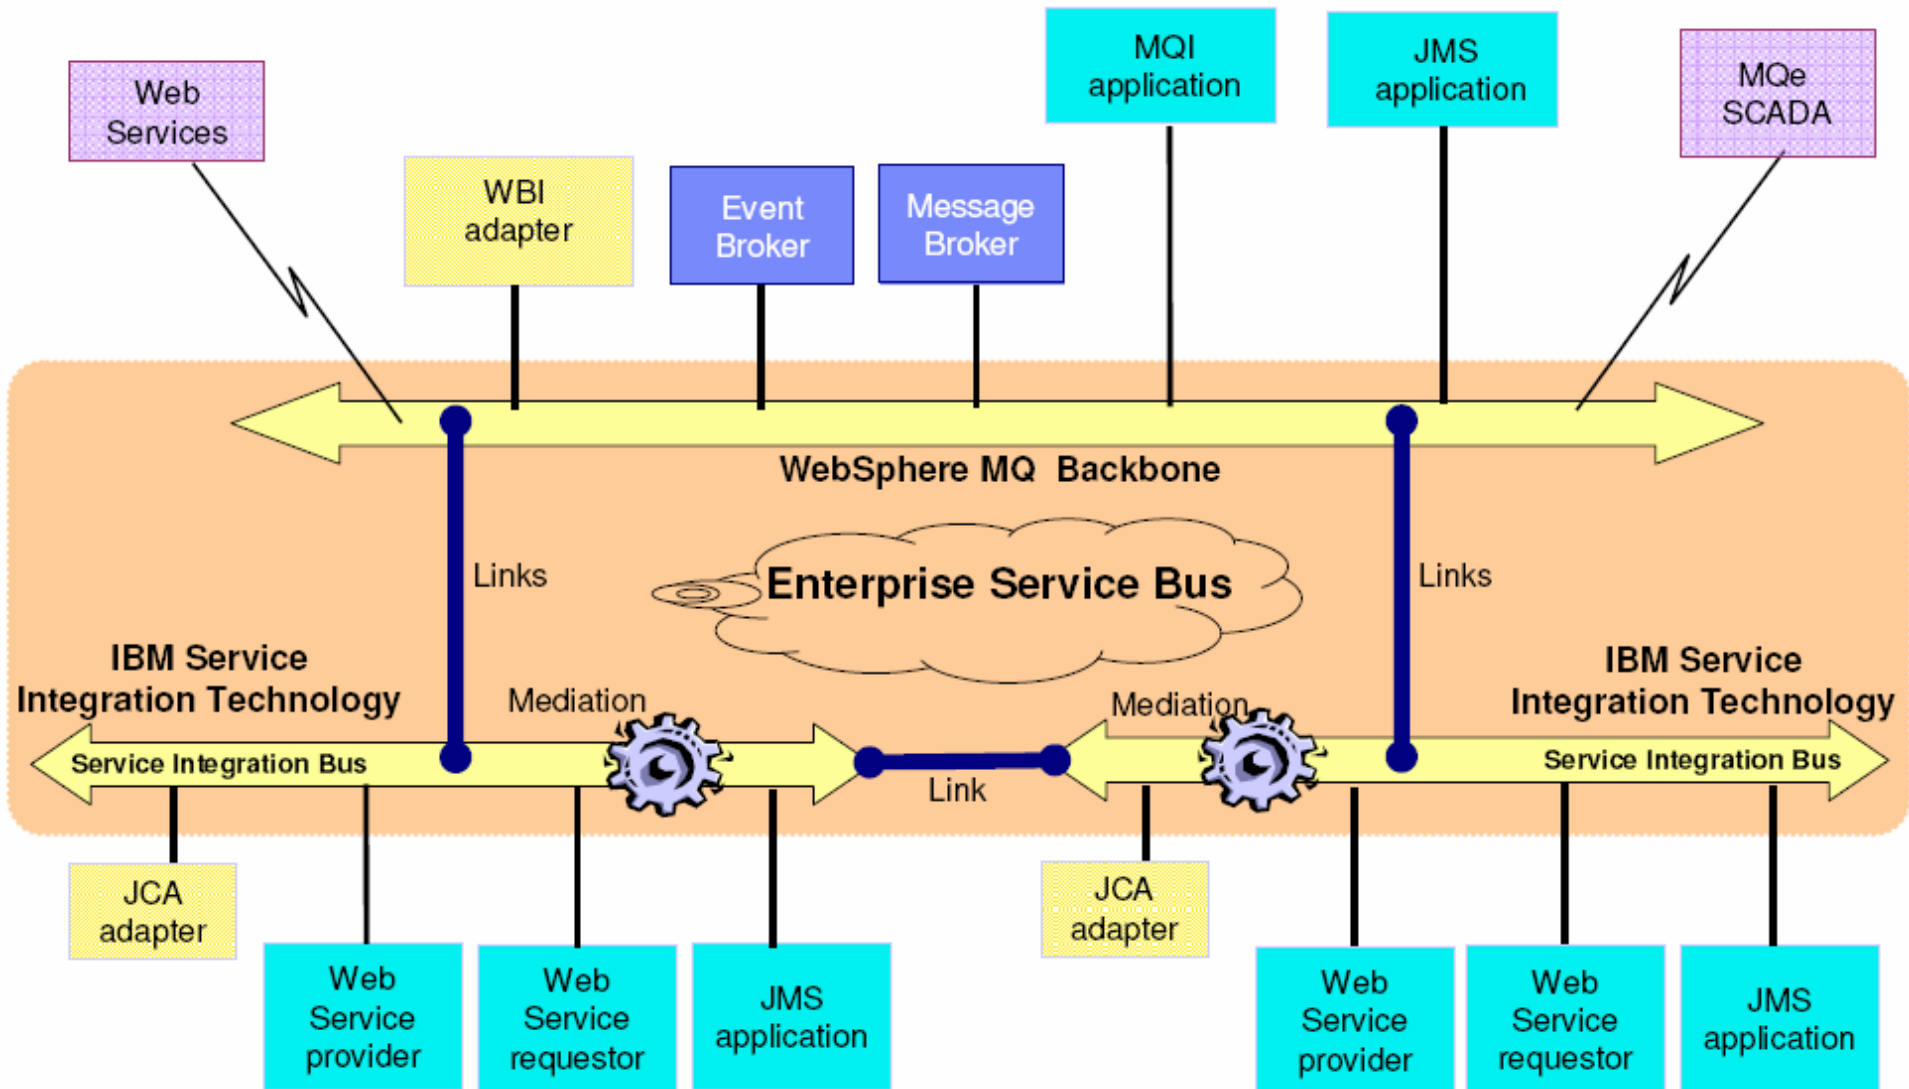 MQI
application
JMS
application
MQe
SCADA
Web
Services
WBI
adapter
Event
Broker
Message
Broker
WebSphere MQ Backbone
Links
Enterprise Service Bus
Links
IBM Service
Integration Technology
Mediation
Mediation
IBM Service
Integration Technology
Service Integration Bus
Link
Service Integration Bus
JCA
adapter
Web
Service
provider
Web
Service
requestor
JMS
application
JCA
adapter
Web
Service
provider
Web
Service
requestor
JMS
application